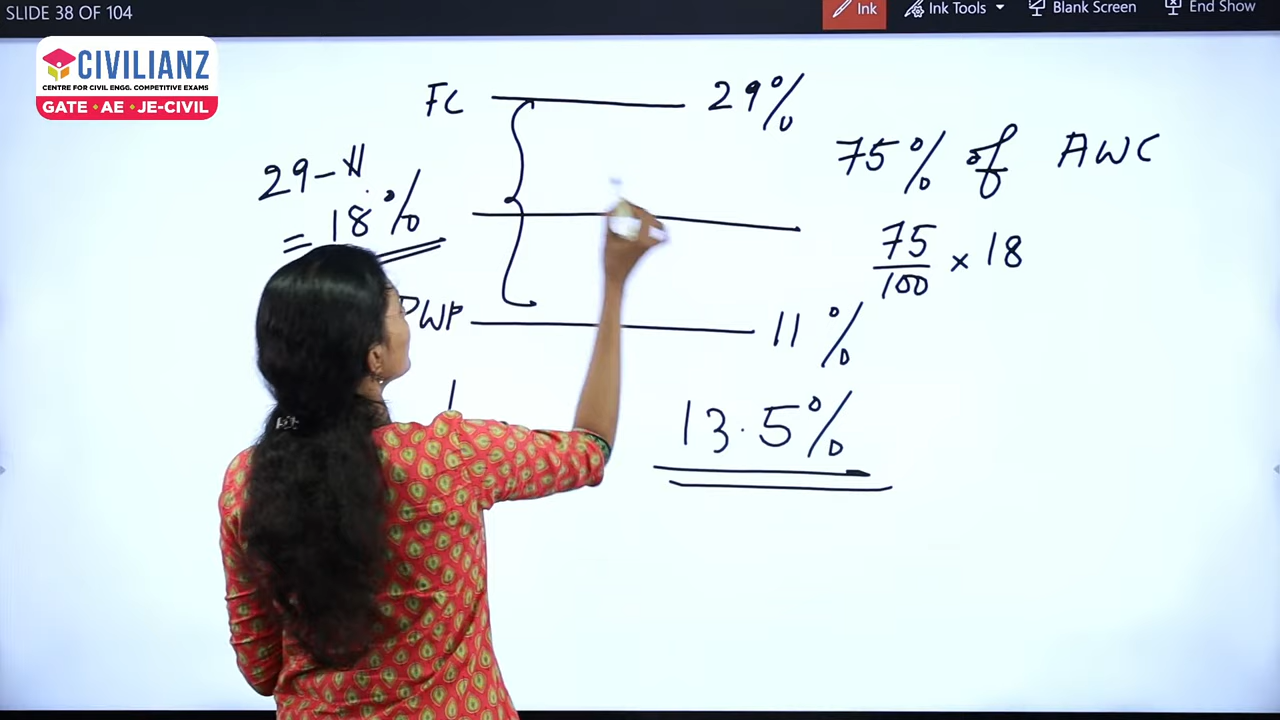 SLIDE 38 OF 104
Ink
Ink Tools
Blank Screen
End Show
CIVILIANZ
CENTRE FOR CIVIL ENGG. COMPETITIVE EXAMS
GATE • AE • JE-CIVIL
FC 29%
75% of AWC
29-11
= 18%
75/100 × 18
PWP 11%
13.5%